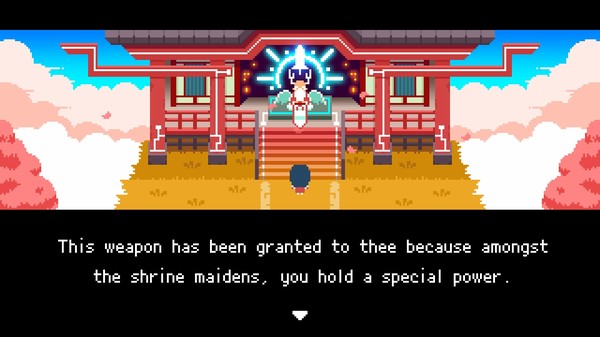 This weapon has been granted to thee because amongst
the shrine maidens, you hold a special power.